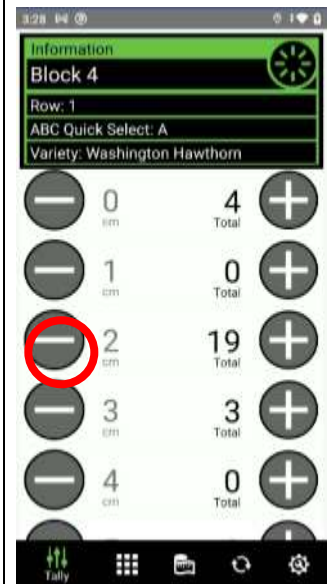 3:28
Information
Block 4
Row: 1
ABC Quick Select: A
Variety: Washington Hawthorn
0 cm 4 Total
1 cm 0 Total
2 cm 19 Total
3 cm 3 Total
4 cm 0 Total
Tally